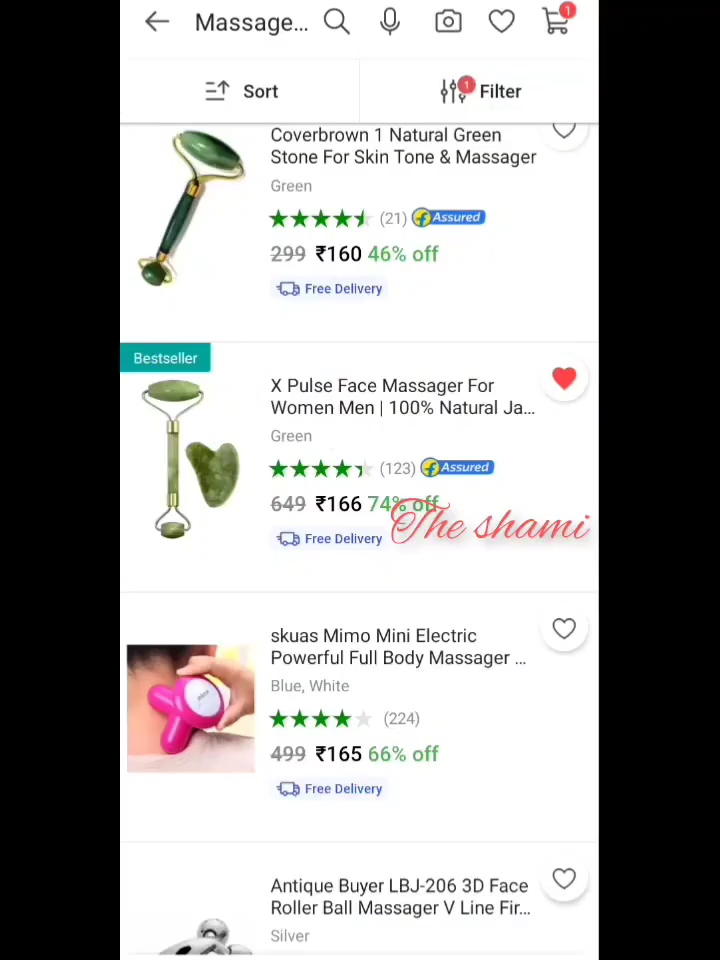 Massage...
1
Sort
1
Filter
Coverbrown 1 Natural Green
Stone For Skin Tone & Massager
Green
(21) f Assured
299 ₹160 46% off
Free Delivery
Bestseller
X Pulse Face Massager For
Women Men | 100% Natural Ja...
Green
(123) f Assured
649 ₹166 74% off
Free Delivery
The shami
skuas Mimo Mini Electric
Powerful Full Body Massager ...
Blue, White
(224)
499 ₹165 66% off
Free Delivery
Antique Buyer LBJ-206 3D Face
Roller Ball Massager V Line Fir...
Silver